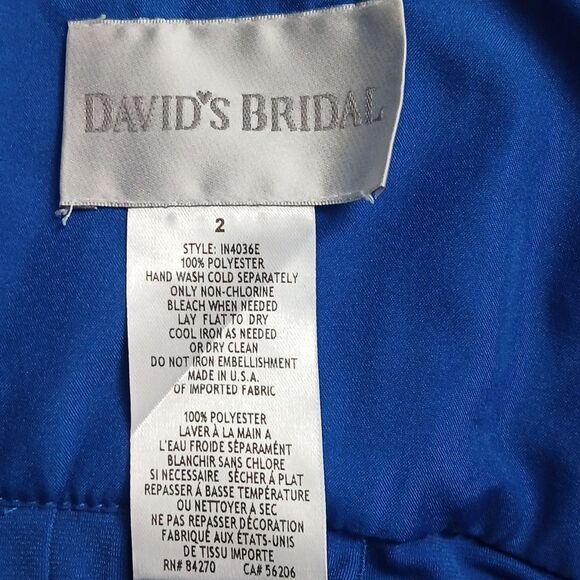 DAVID'S BRIDAL
2
STYLE: IN4036E
100% POLYESTER
HAND WASH COLD SEPARATELY
ONLY NON-CHLORINE
BLEACH WHEN NEEDED
LAY FLAT TO DRY
COOL IRON AS NEEDED
OR DRY CLEAN
DO NOT IRON EMBELLISHMENT
MADE IN U.S.A.
OF IMPORTED FABRIC
100% POLYESTER
LAVER À LA MAIN A
L'EAU FROIDE SÉPARAMÉNT
BLANCHIR SANS CHLORE
SI NECESSAIRE SÉCHER Á PLAT
REPASSER Á BASSE TEMPÉRATURE
OU NETTOYER A SEC
NE PAS REPASSER DÉCORATION
FABRIQUÉ AUX ÉTATS-UNIS
DE TISSU IMPORTE
RN# 84270 CA# 56206